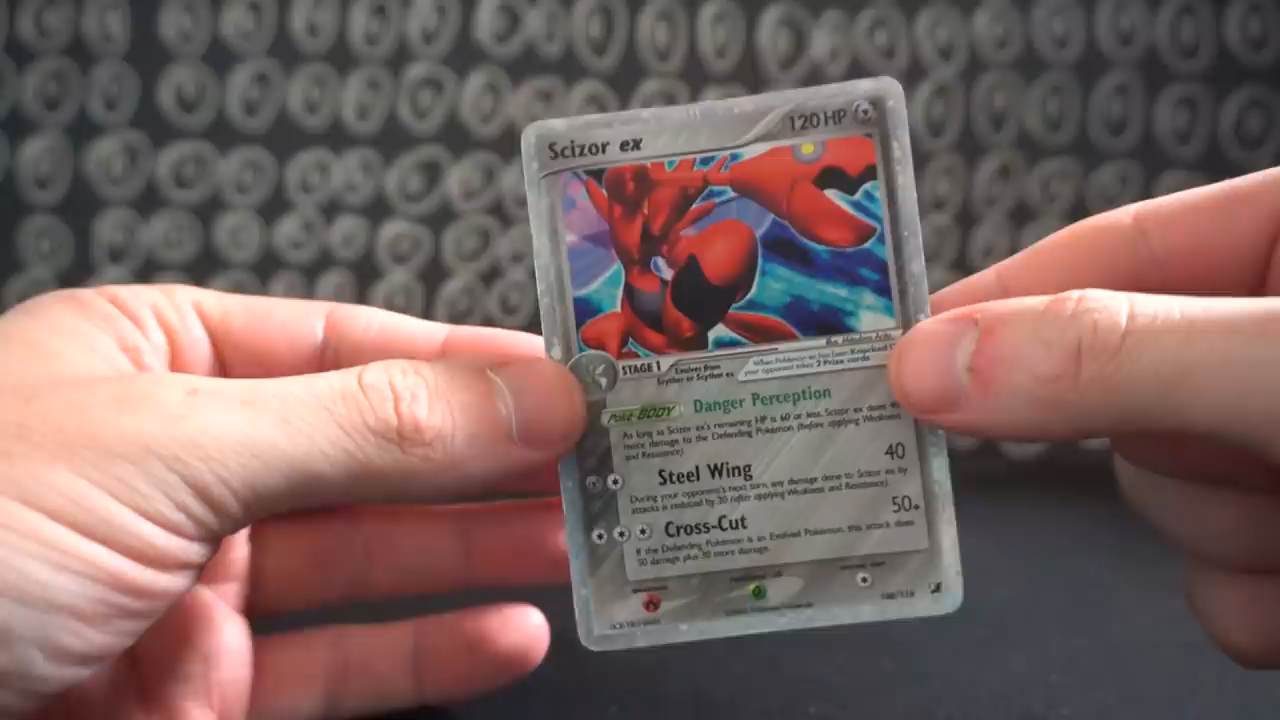 Scizor ex
120 HP
STAGE 1
Evolves from
Scyther or Scyther ex
When Pokémon-ex has been Knocked
your opponent takes 2 Prize cards
Poké-BODY Danger Perception
As long as Scizor ex's remaining HP is 60 or less, Scizor ex does
more damage to the Defending Pokémon (before applying Weakness
and Resistance).
Steel Wing 40
During your opponent's next turn, any damage done to Scizor ex by
attacks is reduced by 20 (after applying Weakness and Resistance).
Cross-Cut 50+
If the Defending Pokémon is an Evolved Pokémon, this attack does
50 damage plus 30 more damage.